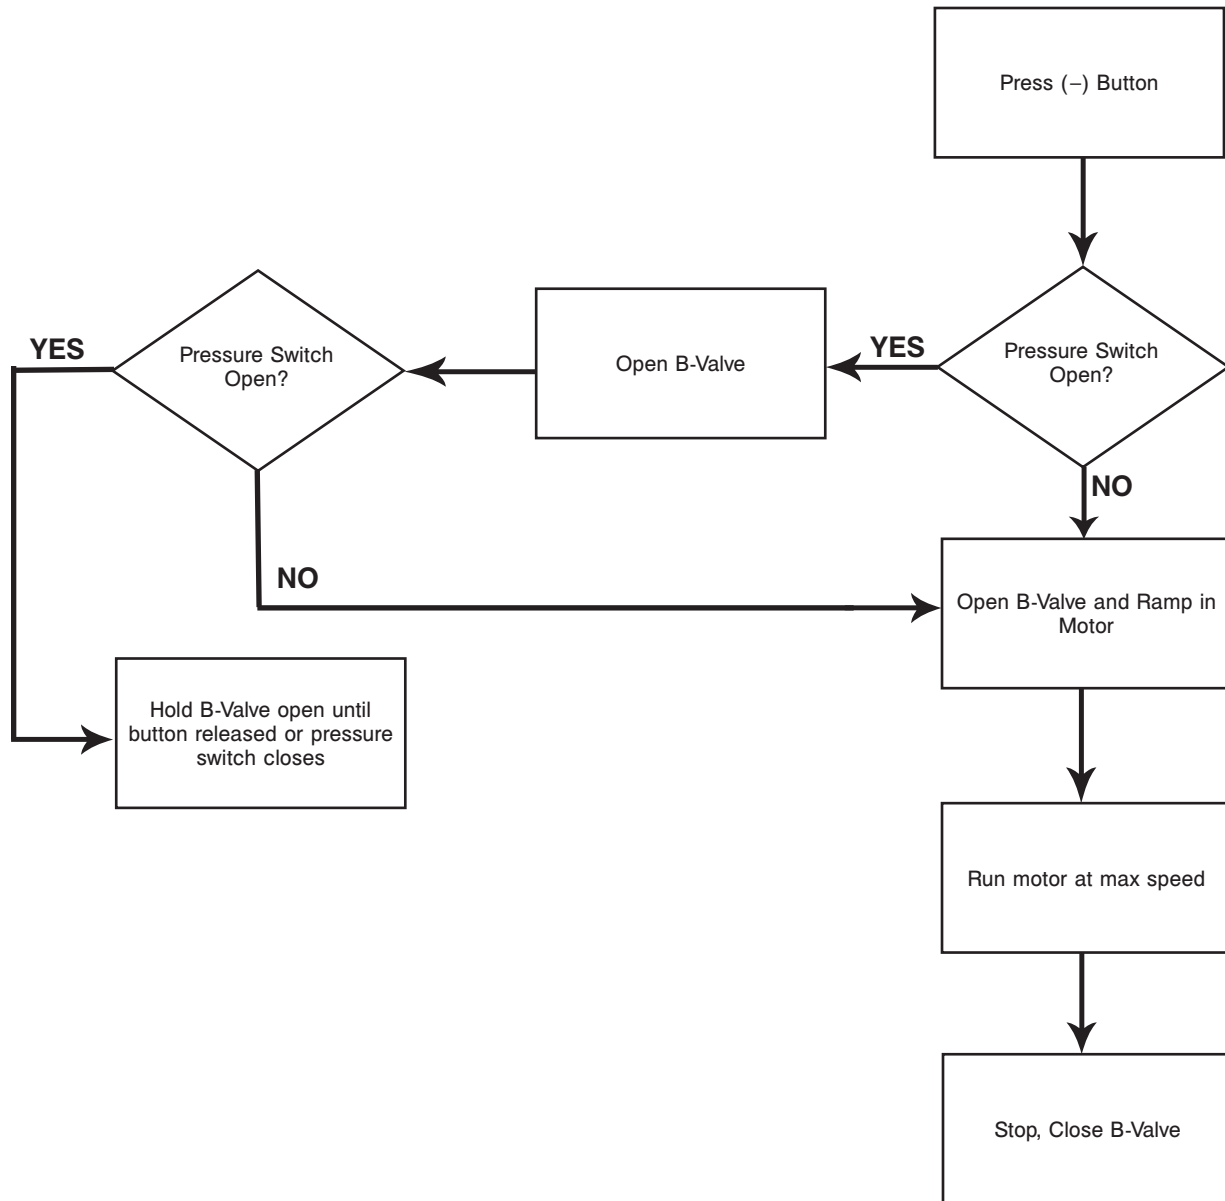 Press (–) Button
Pressure Switch
Open?
YES
Open B-Valve
YES
Pressure Switch
Open?
NO
NO
Open B-Valve and Ramp in
Motor
Hold B-Valve open until
button released or pressure
switch closes
Run motor at max speed
Stop, Close B-Valve